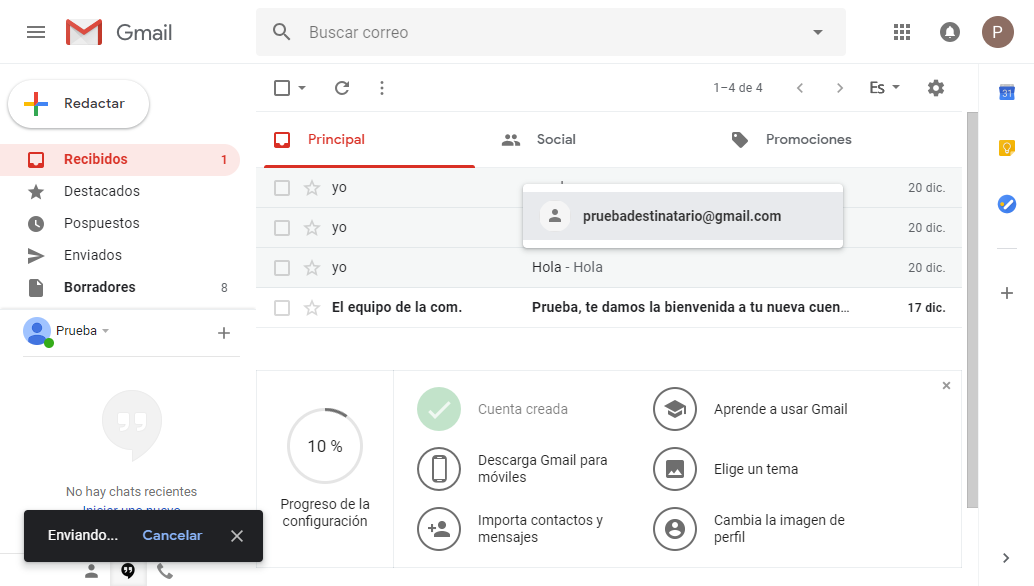 Gmail
Buscar correo
P
Redactar
1–4 de 4
Es
31
Principal
Social
Promociones
Recibidos 1
Destacados
Pospuestos
Enviados
Borradores 8
yo 20 dic.
pruebadestinatario@gmail.com
yo 20 dic.
yo Hola - Hola 20 dic.
El equipo de la com. Prueba, te damos la bienvenida a tu nueva cuen... 17 dic.
Prueba
No hay chats recientes
Iniciar uno nuevo
10 %
Progreso de la
configuración
Cuenta creada
Descarga Gmail para
móviles
Importa contactos y
mensajes
Aprende a usar Gmail
Elige un tema
Cambia la imagen de
perfil
Enviando... Cancelar